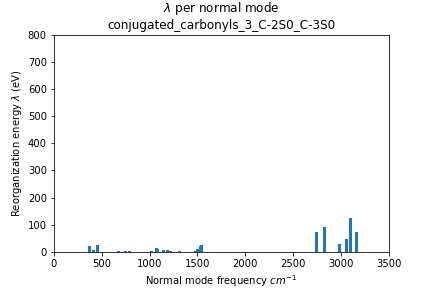 λ per normal mode
conjugated_carbonyls_3_C-2S0_C-3S0
800
700
600
500
400
300
200
100
0
Reorganization energy λ (eV)
0 500 1000 1500 2000 2500 3000 3500
Normal mode frequency cm⁻¹